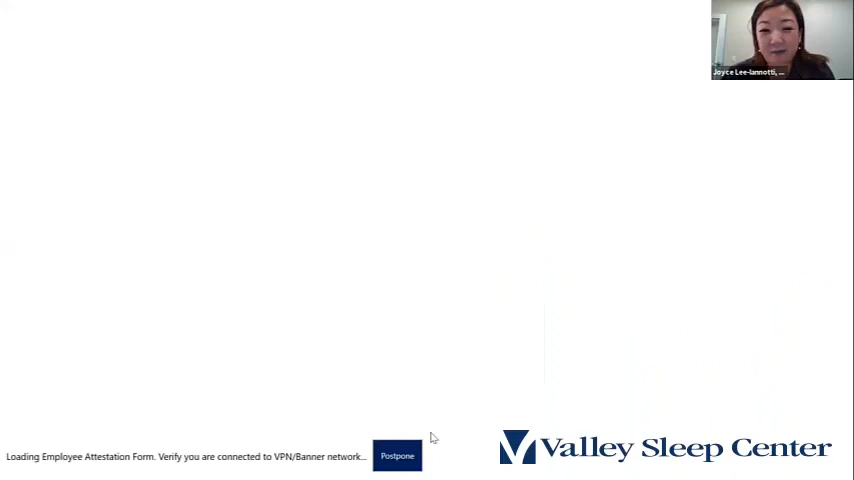 Joyce Lee-Iannotti, ...
Loading Employee Attestation Form. Verify you are connected to VPN/Banner network...
Postpone
Valley Sleep Center